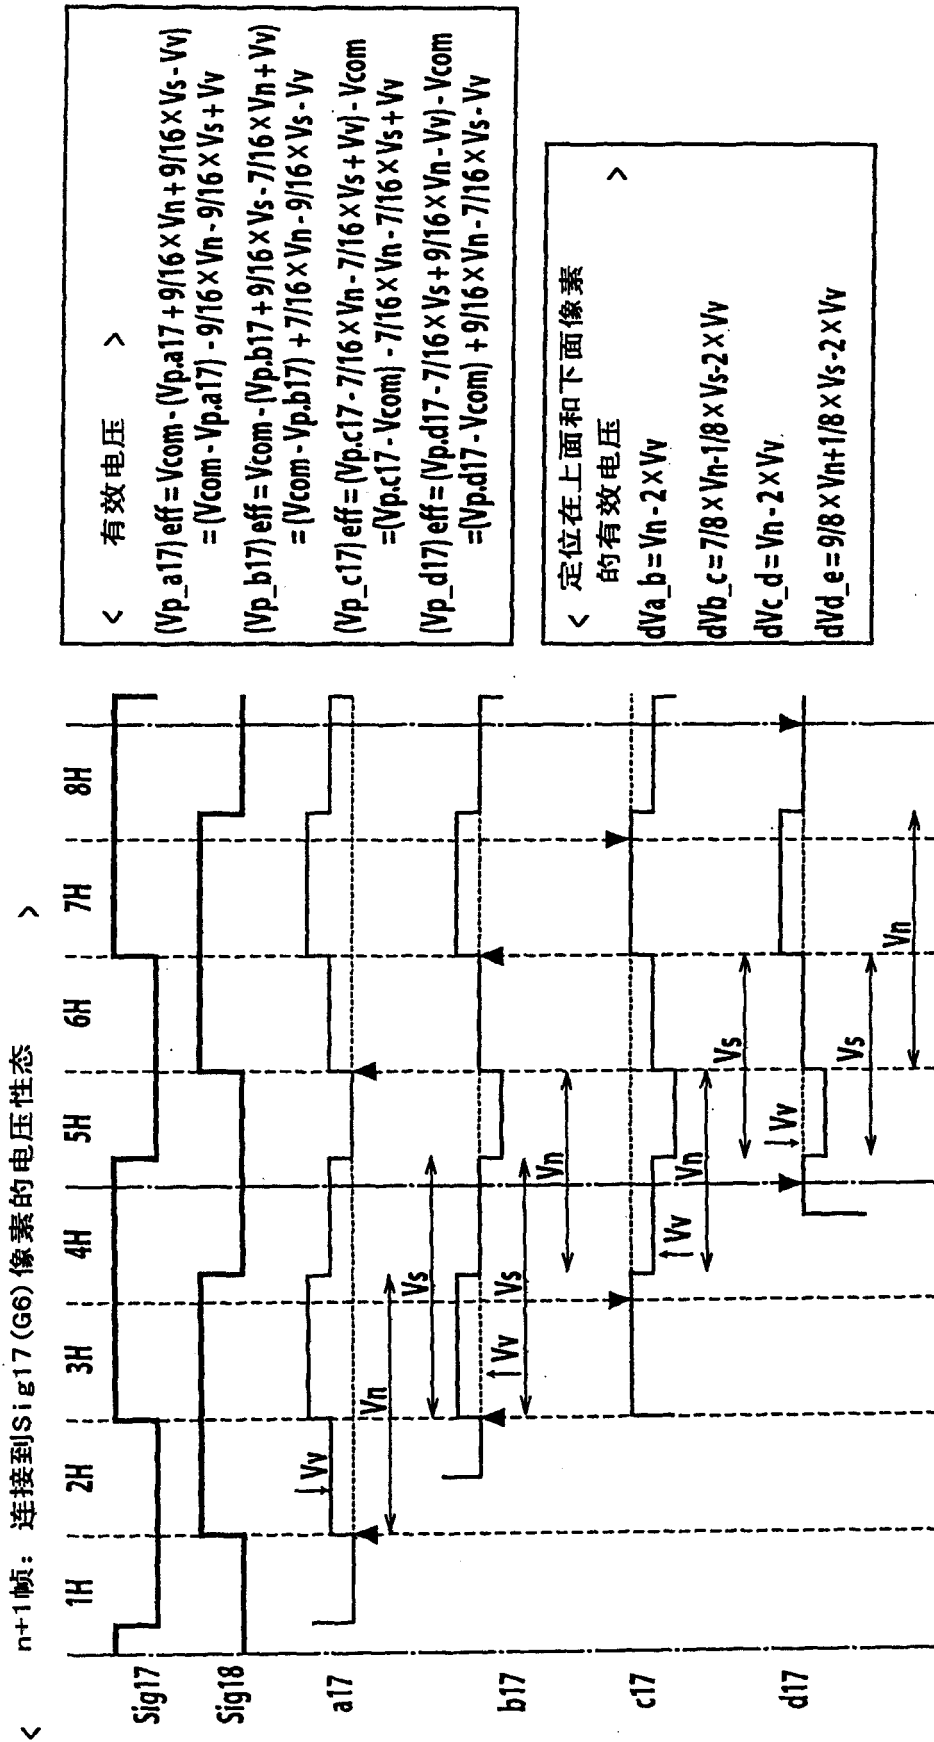 < n+1帧: 连接到Sig17(G6)像素的电压性态 >
1H 2H 3H 4H 5H 6H 7H 8H
Sig17
Sig18
a17
Vv
Vn
Vs
b17
Vv
Vs
Vn
c17
Vv
Vn
Vs
d17
Vv
Vs
Vn
< 有效电压 >
(Vp_a17) eff = Vcom - (Vp.a17 + 9/16 × Vn + 9/16 × Vs - Vv)
= (Vcom - Vp.a17) - 9/16 × Vn - 9/16 × Vs + Vv
(Vp_b17) eff = Vcom - (Vp.b17 + 9/16 × Vs - 7/16 × Vn + Vv)
= (Vcom - Vp.b17) + 7/16 × Vn - 9/16 × Vs - Vv
(Vp_c17) eff = (Vp.c17 - 7/16 × Vn - 7/16 × Vs + Vv) - Vcom
=(Vp.c17 - Vcom) - 7/16 × Vn - 7/16 × Vs + Vv
(Vp_d17) eff = (Vp.d17 - 7/16 × Vs + 9/16 × Vn - Vv) - Vcom
=(Vp.d17 - Vcom) + 9/16 × Vn - 7/16 × Vs - Vv
< 定位在上面和下面像素
的有效电压 >
dVa_b = Vn - 2 × Vv
dVb_c = 7/8 × Vn-1/8 × Vs-2 × Vv
dVc_d = Vn - 2 × Vv
dVd_e = 9/8 × Vn+1/8 × Vs-2 × Vv